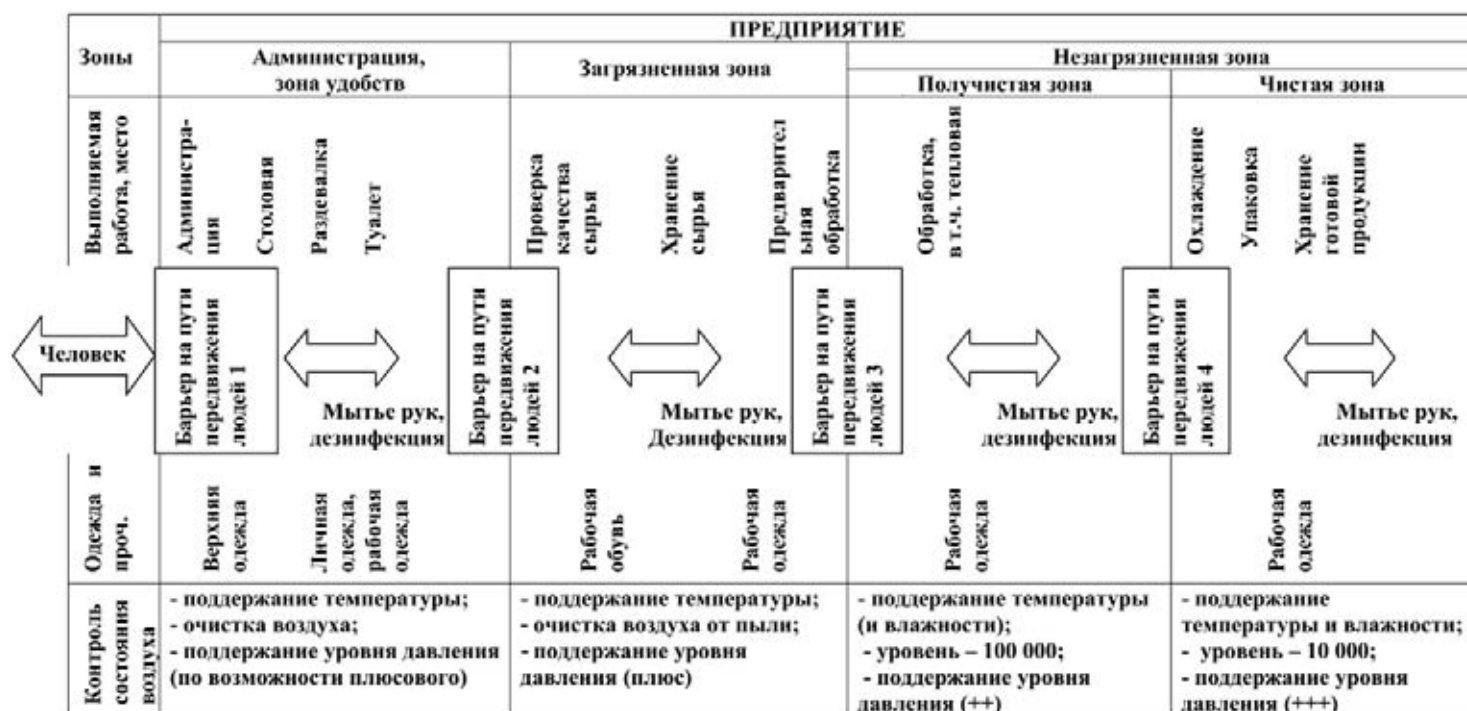 ПРЕДПРИЯТИЕ
Зоны
Администрация,
зона удобств
Загрязненная зона
Незагрязненная зона
Получистая зона
Чистая зона
Выполняемая
работа, место
Администра-
ция
Столовая
Раздевалка
Туалет
Проверка
качества
сырья
Хранение
сырья
Предварител
ьная
обработка
Обработка,
в т.ч. тепловая
Охлаждение
Упаковка
Хранение
готовой
продукции
Человек
Барьер на пути
передвижения
людей 1
Мытье рук,
дезинфекция
Барьер на пути
передвижения
людей 2
Мытье рук,
Дезинфекция
Барьер на пути
передвижения
людей 3
Мытье рук,
дезинфекция
Барьер на пути
передвижения
людей 4
Мытье рук,
дезинфекция
Одежда и
проч.
Верхняя
одежда
Личная
одежда,
рабочая
одежда
Рабочая
обувь
Рабочая
одежда
Рабочая
одежда
Рабочая
одежда
Контроль
состояния
воздуха
- поддержание температуры;
- очистка воздуха;
- поддержание уровня давления
(по возможности плюсового)
- поддержание температуры;
- очистка воздуха от пыли;
- поддержание уровня
давления (плюс)
- поддержание температуры
(и влажности);
- уровень – 100 000;
- поддержание уровня
давления (++)
- поддержание
температуры и влажности;
- уровень – 10 000;
- поддержание уровня
давления (+++)